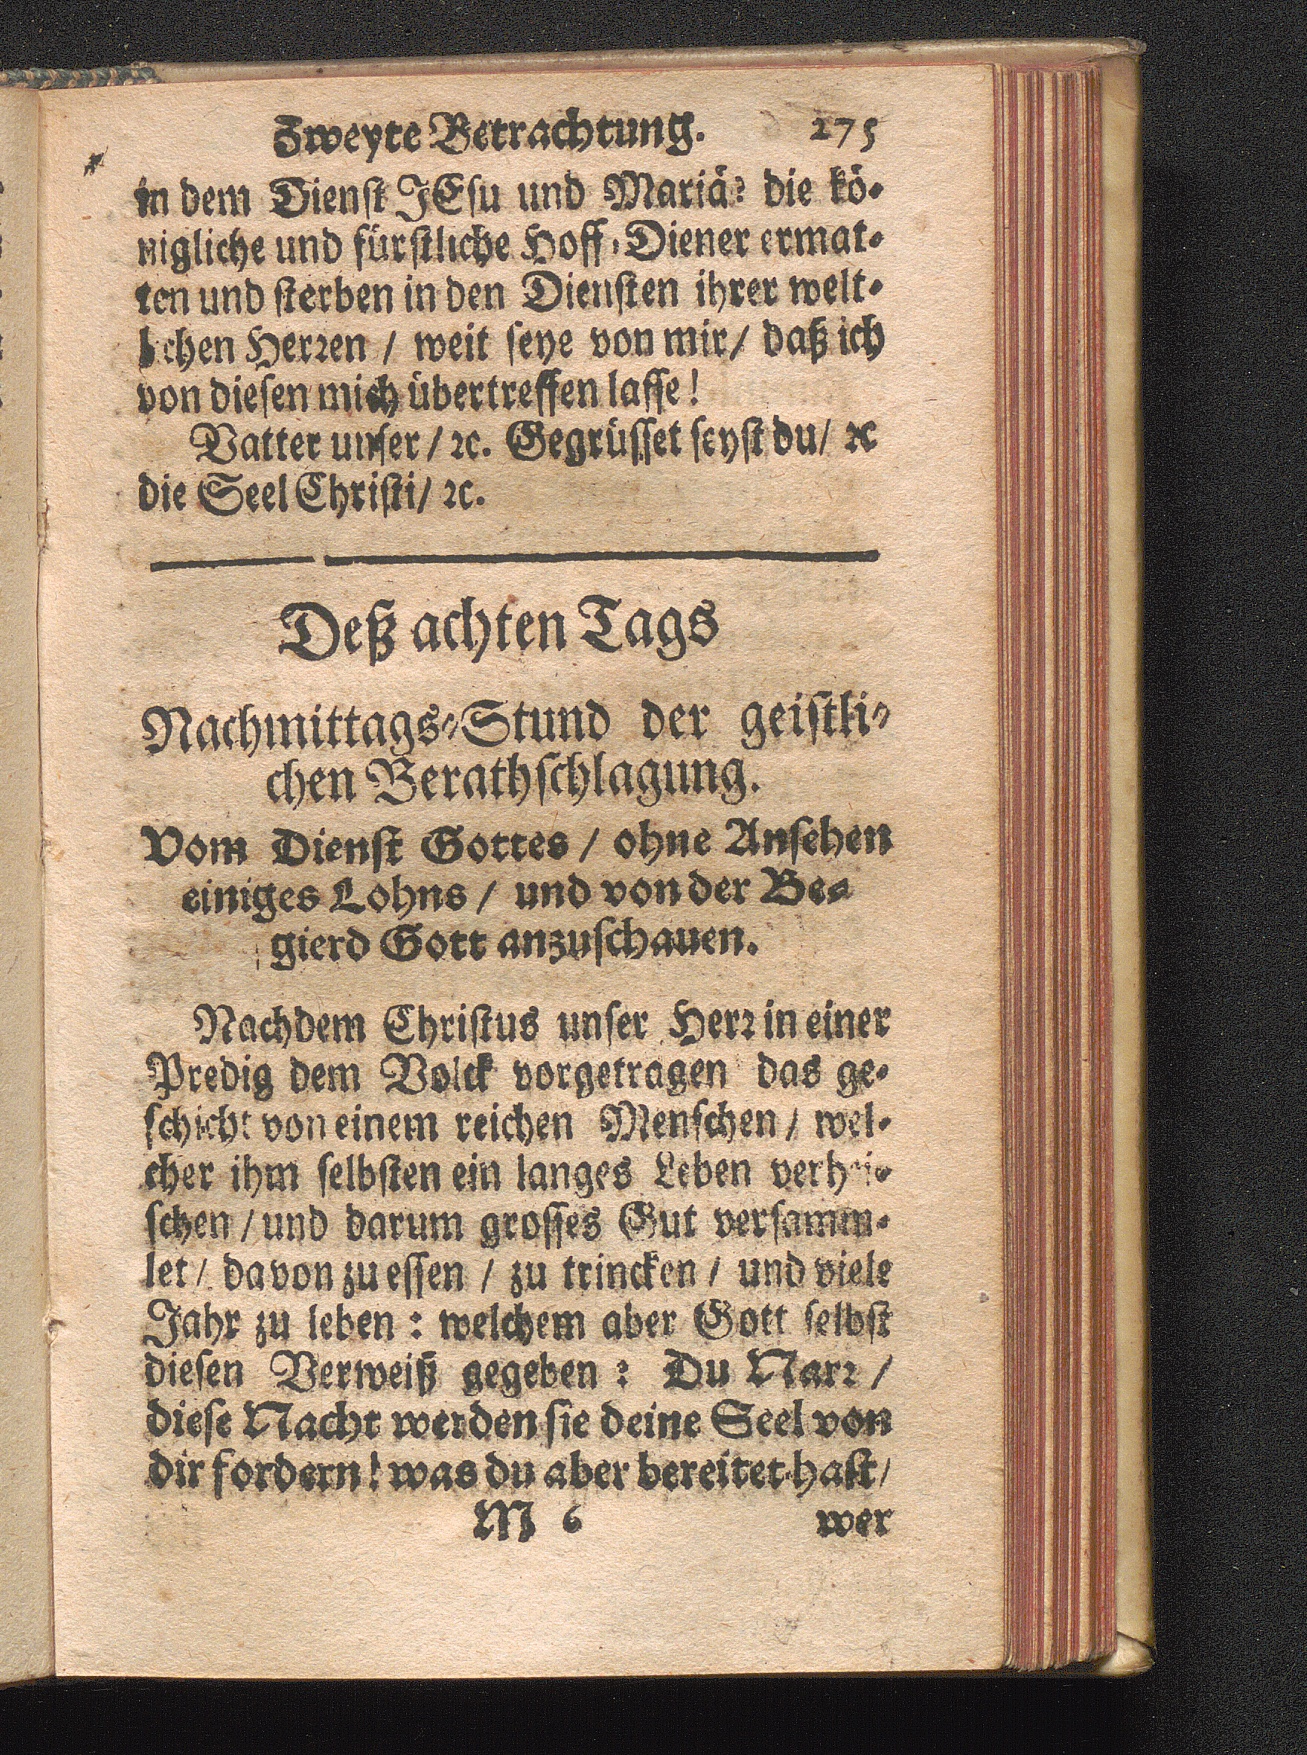 Zweyte Betrachtung. 275
in dem Dienst JEsu und Mariä? die kö-
nigliche und fürstliche Hoff-Diener ermat-
ten und sterben in den Diensten ihrer welt-
lichen Herren / weit seye von mir / daß ich
von diesen mich übertreffen lasse!
Vatter unser / ꝛc. Gegrüsset seyst du / ꝛc
die Seel Christi / ꝛc.
Deß achten Tags
Nachmittags-Stund der geistli-
chen Berathschlagung.
Vom Dienst Gottes / ohne Ansehen
einiges Lohns / und von der Be-
gierd Gott anzuschauen.
Nachdem Christus unser Herr in einer
Predig dem Volck vorgetragen das ge-
schicht von einem reichen Menschen / wel-
cher ihm selbsten ein langes Leben verhei-
schen / und darum grosses Gut versamm-
let / davon zu essen / zu trincken / und viele
Jahr zu leben : welchem aber Gott selbst
diesen Verweiß gegeben : Du Narr /
diese Nacht werden sie deine Seel von
dir fordern! was du aber bereitet hast /
M 6 wer